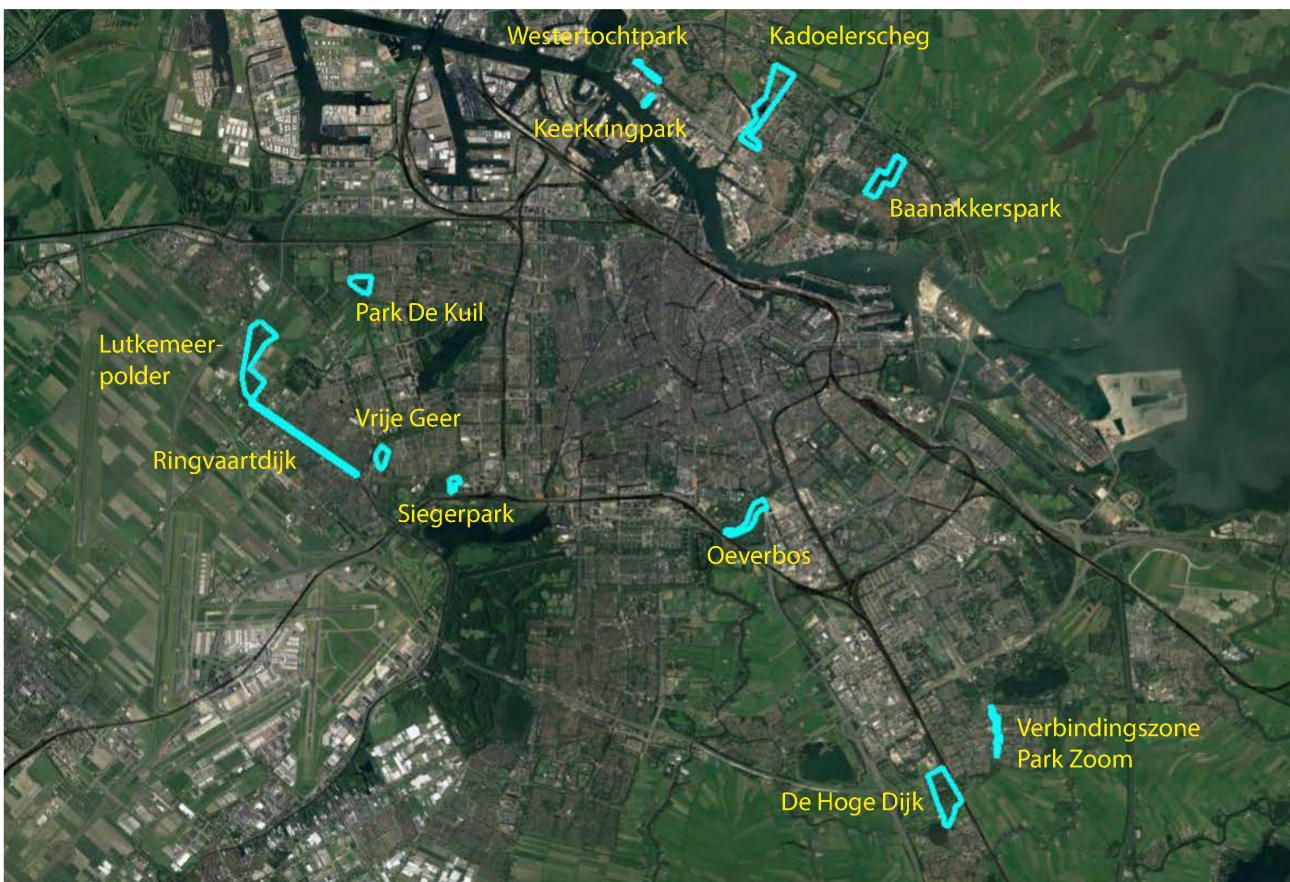 Westertochtpark
Kadoelerscheg
Keerkringpark
Baanakkerspark
Park De Kuil
Lutkemeer-
polder
Vrije Geer
Ringvaartdijk
Siegerpark
Oeverbos
Verbindingszone
Park Zoom
De Hoge Dijk